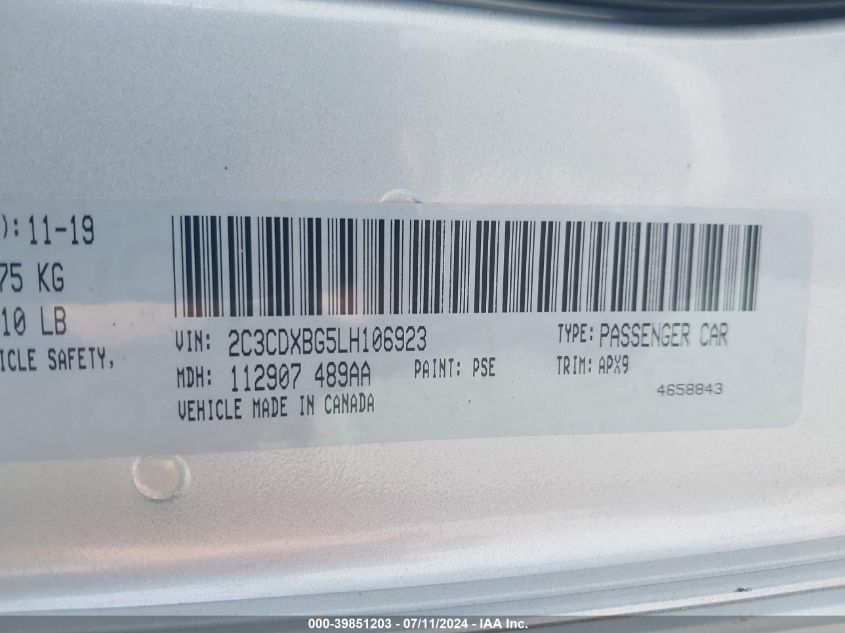 ): 11-19
75 KG
10 LB
ICLE SAFETY,
VIN: 2C3CDXBG5LH106923 TYPE: PASSENGER CAR
MDH: 112907 489AA PAINT: PSE TRIM: APX9
VEHICLE MADE IN CANADA 4658843
000-39851203 - 07/11/2024 - IAA Inc.